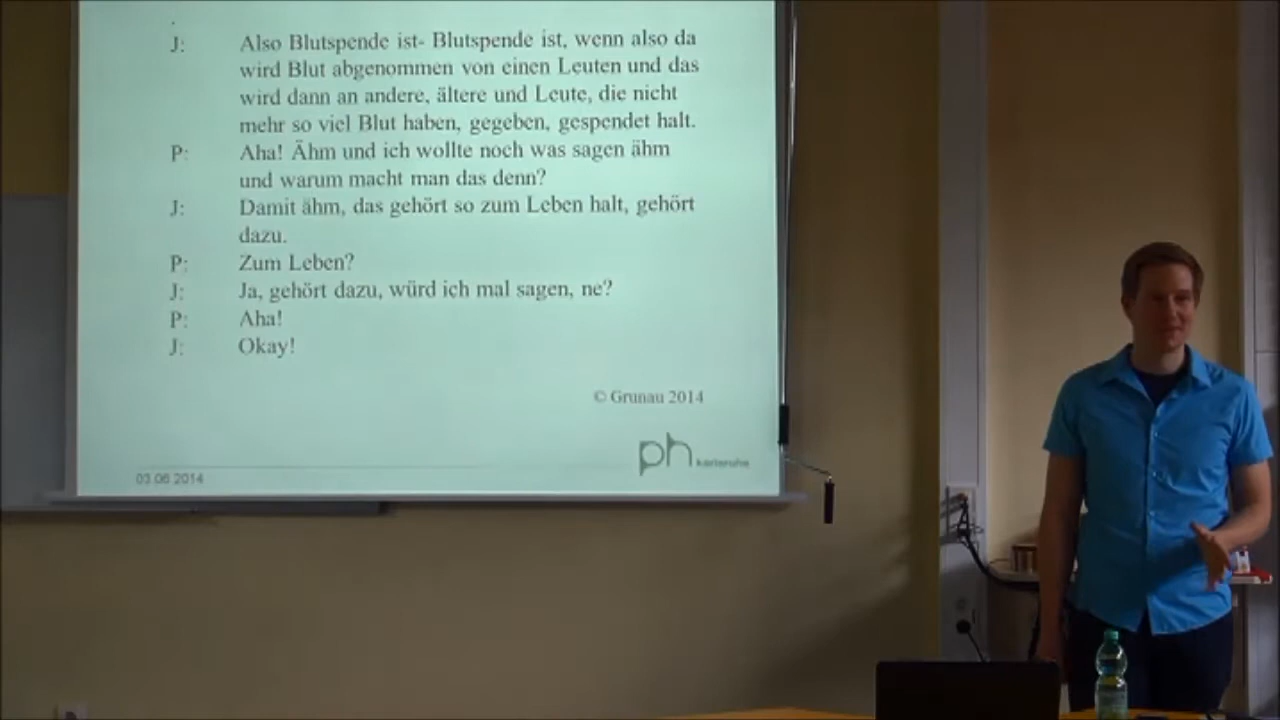 J: Also Blutspende ist- Blutspende ist, wenn also da
wird Blut abgenommen von einen Leuten und das
wird dann an andere, ältere und Leute, die nicht
mehr so viel Blut haben, gegeben, gespendet halt.
P: Aha! Ähm und ich wollte noch was sagen ähm
und warum macht man das denn?
J: Damit ähm, das gehört so zum Leben halt, gehört
dazu.
P: Zum Leben?
J: Ja, gehört dazu, würd ich mal sagen, ne?
P: Aha!
J: Okay!
© Grunau 2014
ph karlsruhe
03.06.2014